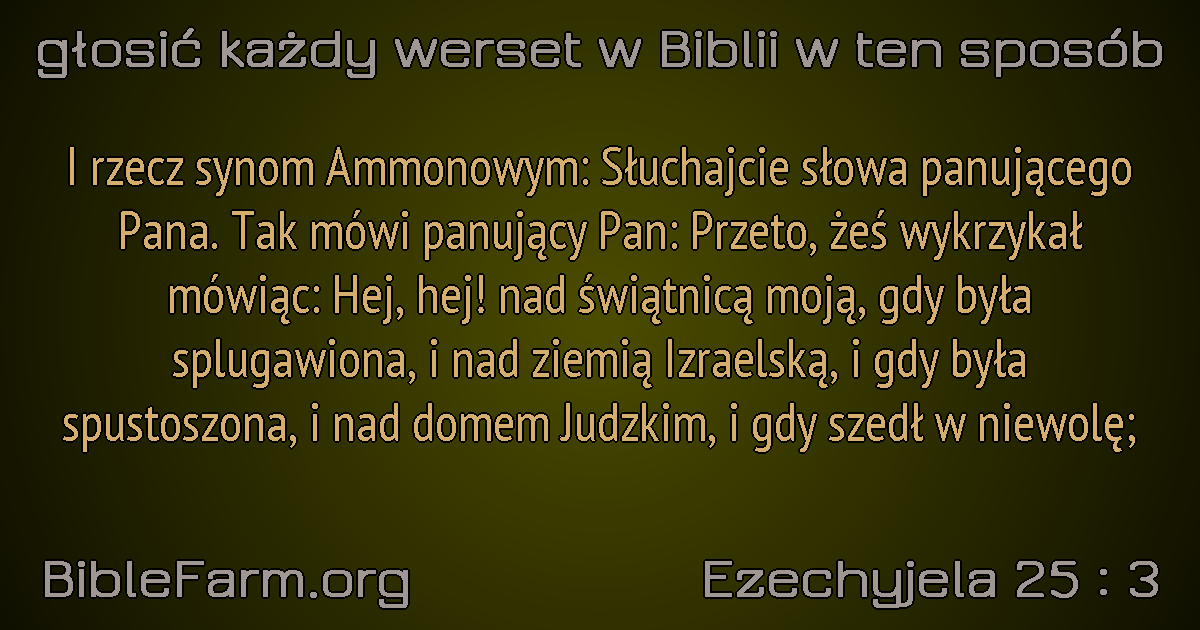 głosić każdy werset w Biblii w ten sposób
I rzecz synom Ammonowym: Słuchajcie słowa panującego
Pana. Tak mówi panujący Pan: Przeto, żeś wykrzykał
mówiąc: Hej, hej! nad świątnicą moją, gdy była
splugawiona, i nad ziemią Izraelską, i gdy była
spustoszona, i nad domem Judzkim, i gdy szedł w niewolę;
BibleFarm.org
Ezechyjela 25 : 3